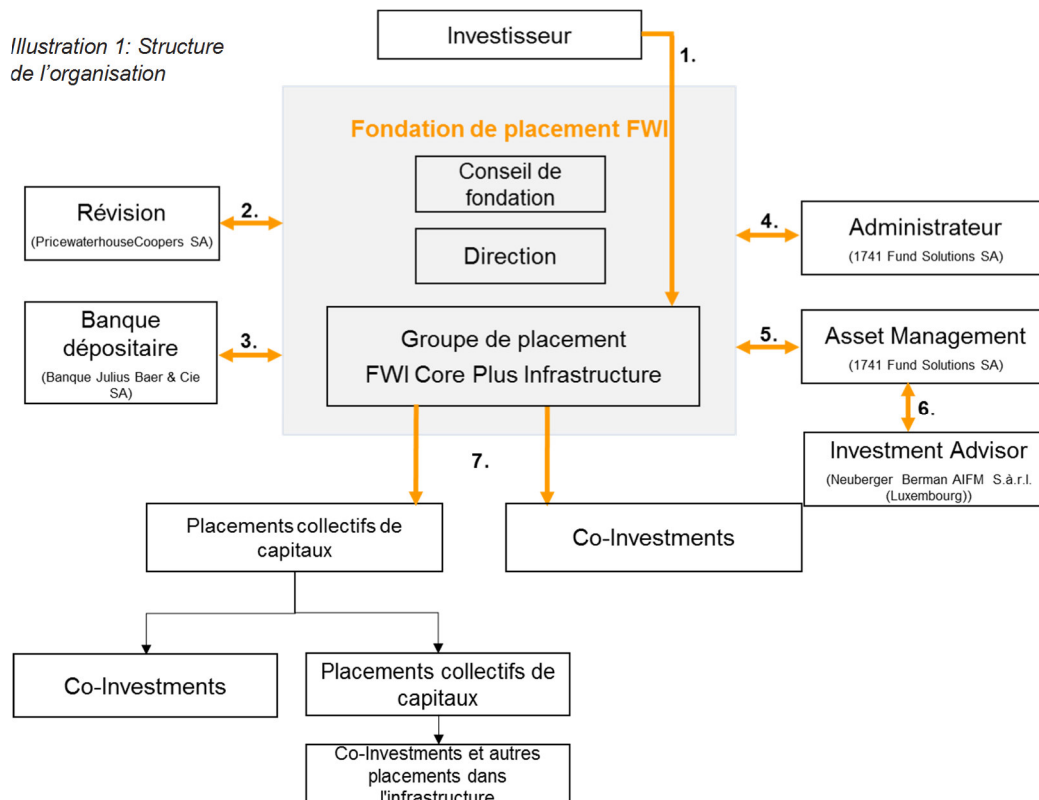 Illustration 1: Structure
de l'organisation
Investisseur
1.
Fondation de placement FWI
Conseil de
fondation
Direction
Groupe de placement
FWI Core Plus Infrastructure
Révision
(PricewaterhouseCoopers SA)
2.
Banque
dépositaire
(Banque Julius Baer & Cie
SA)
3.
4.
Administrateur
(1741 Fund Solutions SA)
5.
Asset Management
(1741 Fund Solutions SA)
6.
Investment Advisor
(Neuberger Berman AIFM S.à.r.l.
(Luxembourg))
7.
Placements collectifs de
capitaux
Co-Investments
Co-Investments
Placements collectifs de
capitaux
Co-Investments et autres
placements dans
l'infrastructure